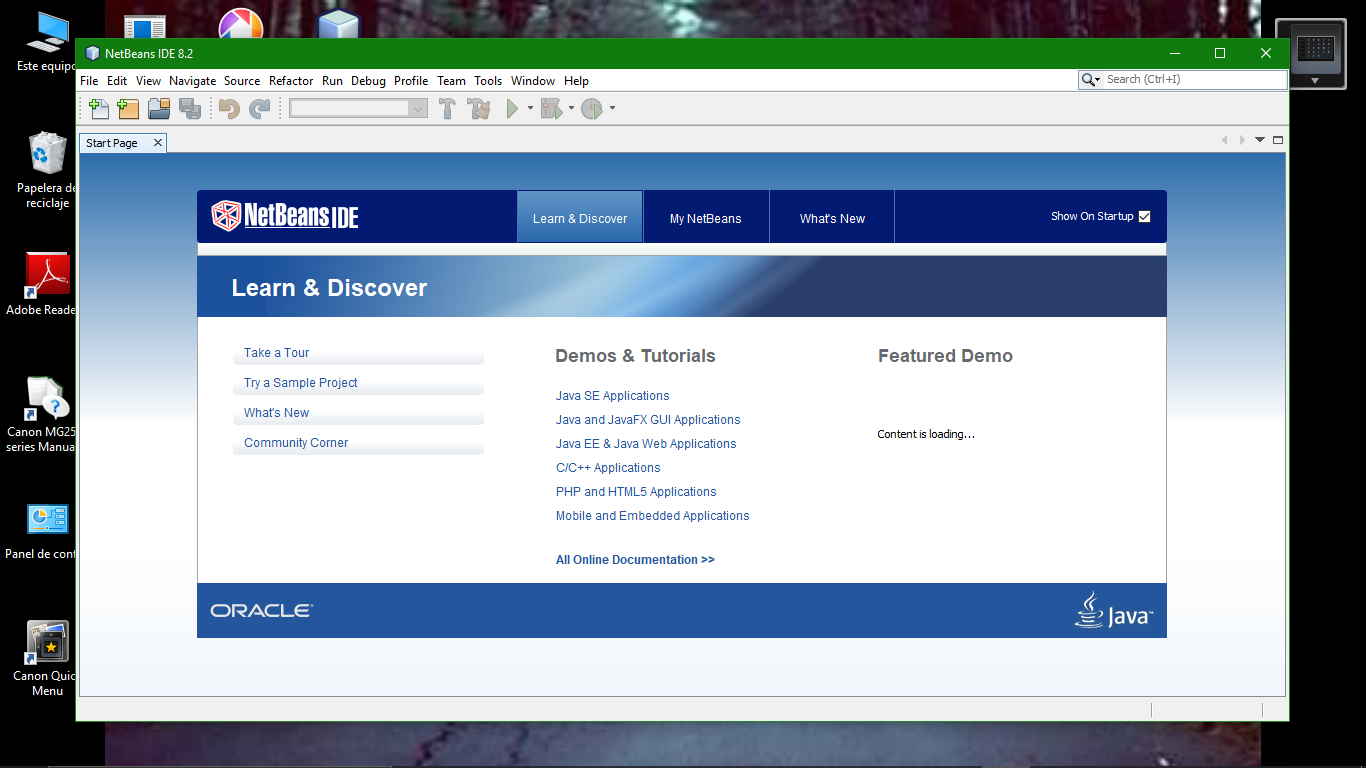 Este equipo
Papelera de
reciclaje
Adobe Reade
Canon MG25
series Manua
Panel de cont
Canon Quic
Menu
NetBeans IDE 8.2
File Edit View Navigate Source Refactor Run Debug Profile Team Tools Window Help
Search (Ctrl+I)
Start Page
NetBeans IDE
Learn & Discover
My NetBeans
What's New
Show On Startup
Learn & Discover
Take a Tour
Try a Sample Project
What's New
Community Corner
Demos & Tutorials
Java SE Applications
Java and JavaFX GUI Applications
Java EE & Java Web Applications
C/C++ Applications
PHP and HTML5 Applications
Mobile and Embedded Applications
All Online Documentation >>
Featured Demo
Content is loading...
ORACLE
Java™